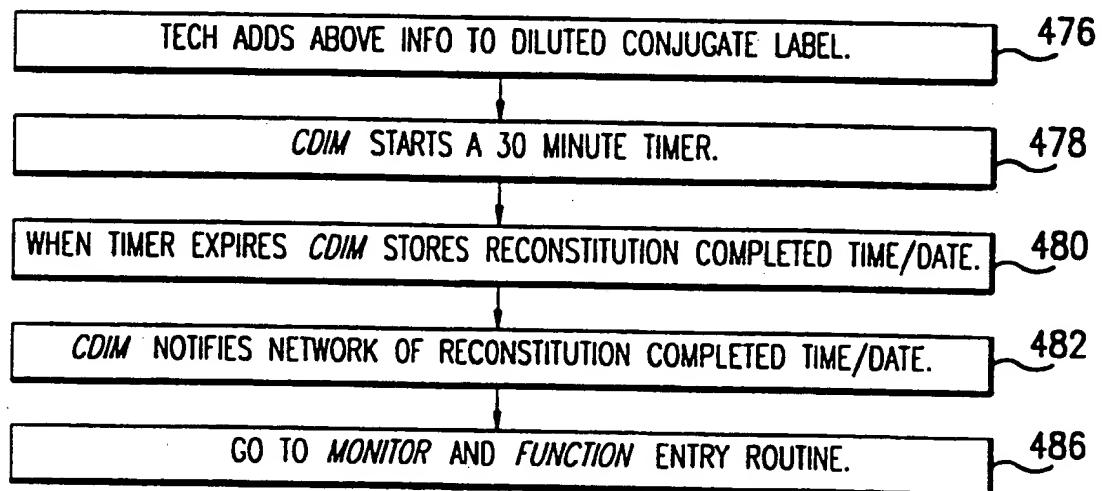 TECH ADDS ABOVE INFO TO DILUTED CONJUGATE LABEL. 476
CDIM STARTS A 30 MINUTE TIMER. 478
WHEN TIMER EXPIRES CDIM STORES RECONSTITUTION COMPLETED TIME/DATE. 480
CDIM NOTIFIES NETWORK OF RECONSTITUTION COMPLETED TIME/DATE. 482
GO TO MONITOR AND FUNCTION ENTRY ROUTINE. 486